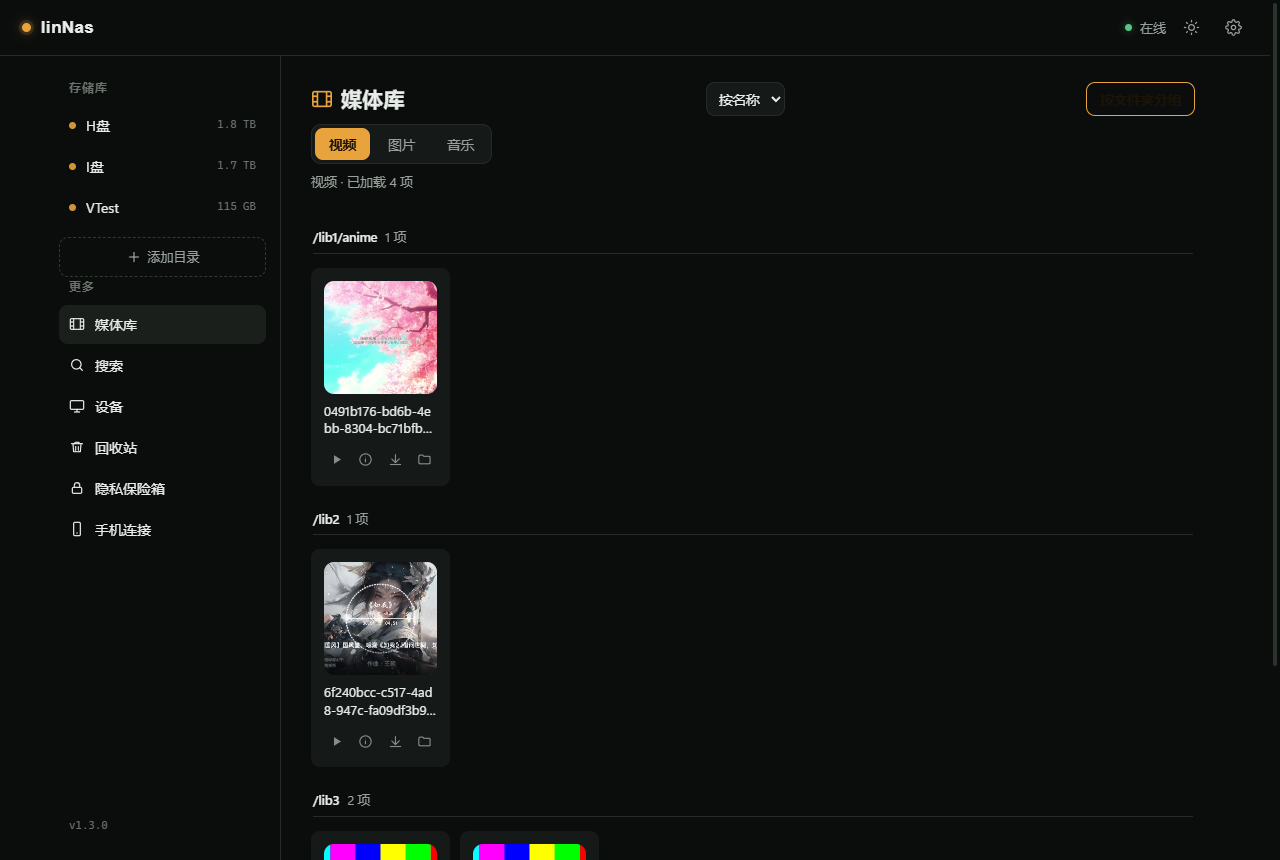 linNas
在线
存储库
H盘
1.8 TB
I盘
1.7 TB
VTest
115 GB
添加目录
更多
媒体库
搜索
设备
回收站
隐私保险箱
手机连接
v1.3.0
媒体库
按名称
按文件夹分组
视频
图片
音乐
视频 · 已加载 4 项
/lib1/anime 1 项
0491b176-bd6b-4e
bb-8304-bc71bfb...
/lib2 1 项
6f240bcc-c517-4ad
8-947c-fa09df3b9...
/lib3 2 项